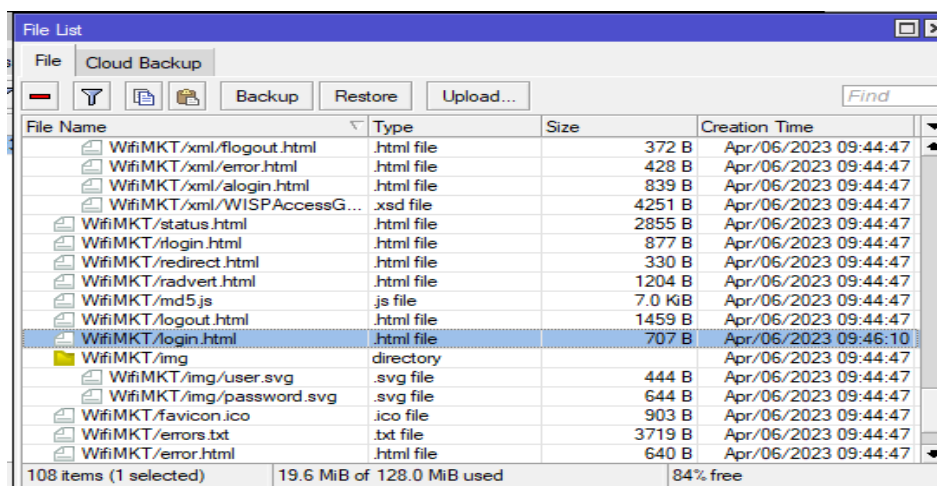 File List
File Cloud Backup
Backup Restore Upload... Find
File Name Type Size Creation Time
WifiMKT/xml/flogout.html .html file 372 B Apr/06/2023 09:44:47
WifiMKT/xml/error.html .html file 428 B Apr/06/2023 09:44:47
WifiMKT/xml/alogin.html .html file 839 B Apr/06/2023 09:44:47
WifiMKT/xml/WISPAccessG... .xsd file 4251 B Apr/06/2023 09:44:47
WifiMKT/status.html .html file 2855 B Apr/06/2023 09:44:47
WifiMKT/rlogin.html .html file 877 B Apr/06/2023 09:44:47
WifiMKT/redirect.html .html file 330 B Apr/06/2023 09:44:47
WifiMKT/radvert.html .html file 1204 B Apr/06/2023 09:44:47
WifiMKT/md5.js .js file 7.0 KiB Apr/06/2023 09:44:47
WifiMKT/logout.html .html file 1459 B Apr/06/2023 09:44:47
WifiMKT/login.html .html file 707 B Apr/06/2023 09:46:10
WifiMKT/img directory Apr/06/2023 09:44:47
WifiMKT/img/user.svg .svg file 444 B Apr/06/2023 09:44:47
WifiMKT/img/password.svg .svg file 644 B Apr/06/2023 09:44:47
WifiMKT/favicon.ico .ico file 903 B Apr/06/2023 09:44:47
WifiMKT/errors.txt .txt file 3719 B Apr/06/2023 09:44:47
WifiMKT/error.html .html file 640 B Apr/06/2023 09:44:47
108 items (1 selected) 19.6 MiB of 128.0 MiB used 84% free